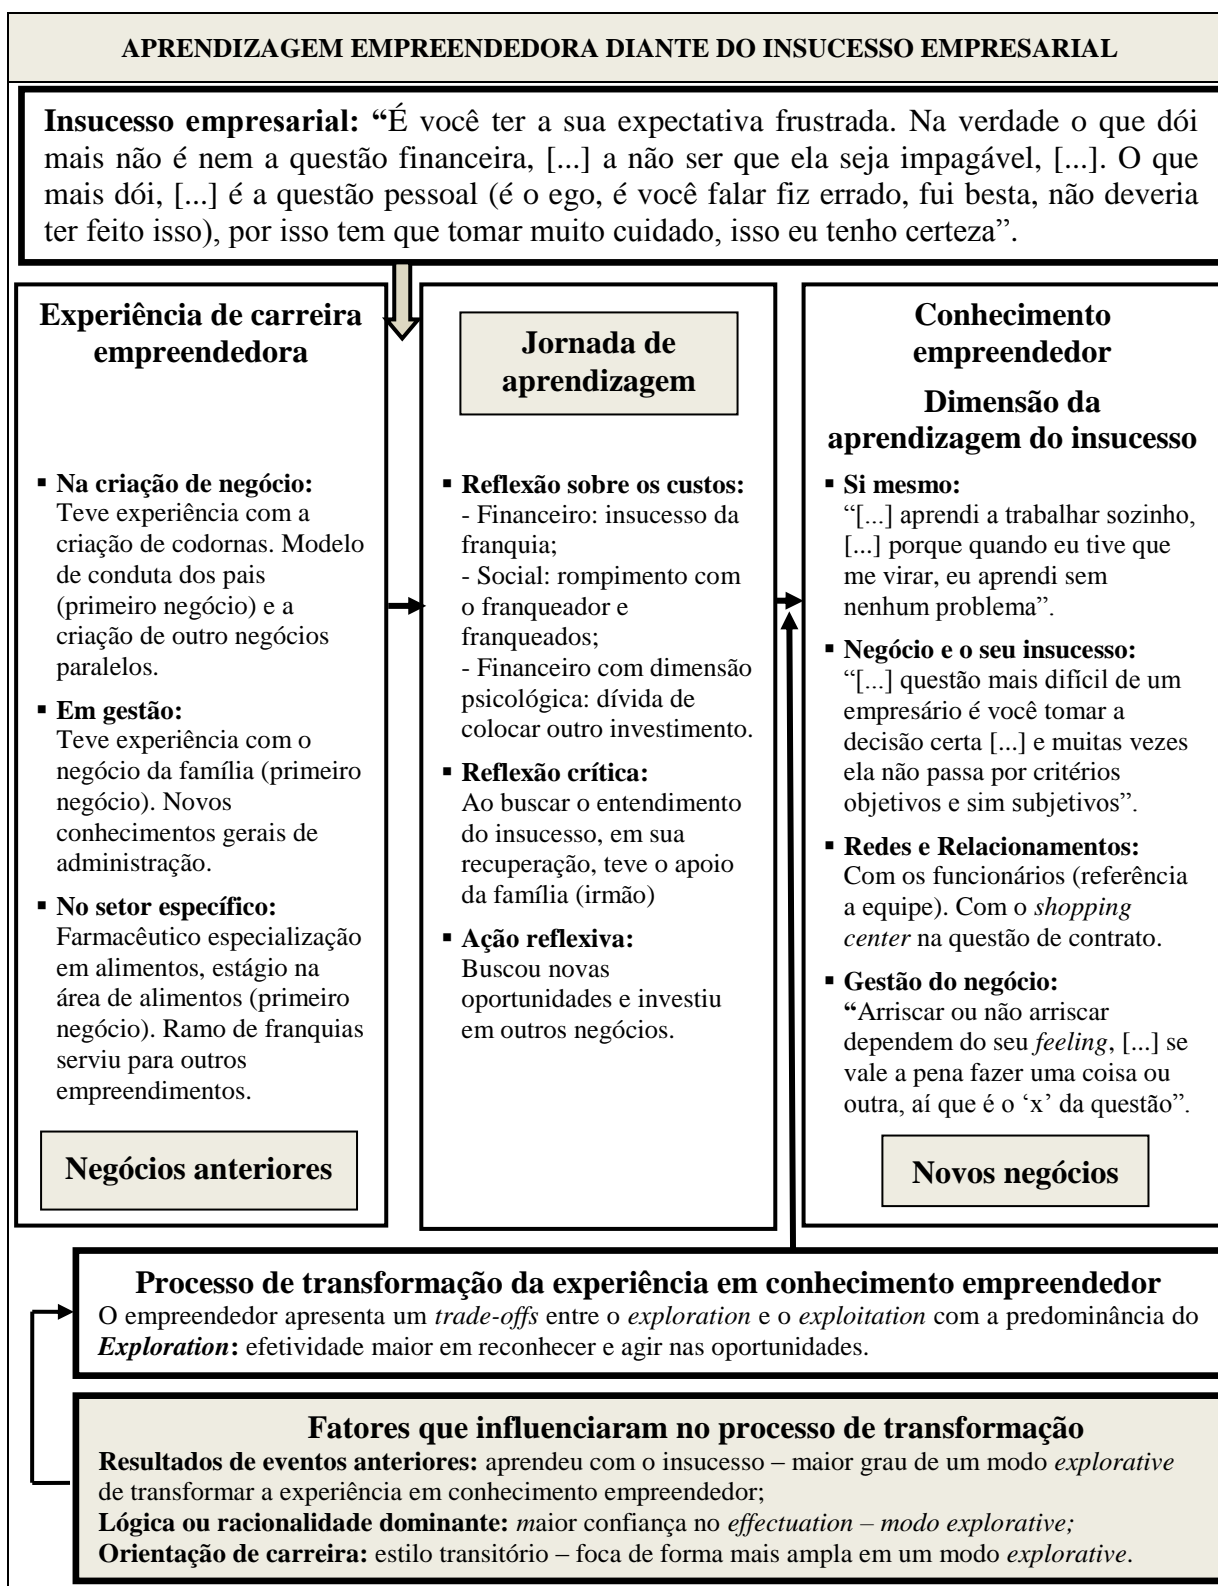 APRENDIZAGEM EMPREENDEDORA DIANTE DO INSUCESSO EMPRESARIAL
Insucesso empresarial: “É você ter a sua expectativa frustrada. Na verdade o que dói
mais não é nem a questão financeira, [...] a não ser que ela seja impagável, [...]. O que
mais dói, [...] é a questão pessoal (é o ego, é você falar fiz errado, fui besta, não deveria
ter feito isso), por isso tem que tomar muito cuidado, isso eu tenho certeza”.
Experiência de carreira
empreendedora
▪ Na criação de negócio:
Teve experiência com a
criação de codornas. Modelo
de conduta dos pais
(primeiro negócio) e a
criação de outro negócios
paralelos.
▪ Em gestão:
Teve experiência com o
negócio da família (primeiro
negócio). Novos
conhecimentos gerais de
administração.
▪ No setor específico:
Farmacêutico especialização
em alimentos, estágio na
área de alimentos (primeiro
negócio). Ramo de franquias
serviu para outros
empreendimentos.
Negócios anteriores
Jornada de
aprendizagem
▪ Reflexão sobre os custos:
- Financeiro: insucesso da
franquia;
- Social: rompimento com
o franqueador e
franqueados;
- Financeiro com dimensão
psicológica: dívida de
colocar outro investimento.
▪ Reflexão crítica:
Ao buscar o entendimento
do insucesso, em sua
recuperação, teve o apoio
da família (irmão)
▪ Ação reflexiva:
Buscou novas
oportunidades e investiu
em outros negócios.
Conhecimento
empreendedor
Dimensão da
aprendizagem do insucesso
▪ Si mesmo:
“[...] aprendi a trabalhar sozinho,
[...] porque quando eu tive que
me virar, eu aprendi sem
nenhum problema”.
▪ Negócio e o seu insucesso:
“[...] questão mais difícil de um
empresário é você tomar a
decisão certa [...] e muitas vezes
ela não passa por critérios
objetivos e sim subjetivos”.
▪ Redes e Relacionamentos:
Com os funcionários (referência
a equipe). Com o shopping
center na questão de contrato.
▪ Gestão do negócio:
“Arriscar ou não arriscar
dependem do seu feeling, [...] se
vale a pena fazer uma coisa ou
outra, aí que é o ‘x’ da questão”.
Novos negócios
Processo de transformação da experiência em conhecimento empreendedor
O empreendedor apresenta um trade-offs entre o exploration e o exploitation com a predominância do
Exploration: efetividade maior em reconhecer e agir nas oportunidades.
Fatores que influenciaram no processo de transformação
Resultados de eventos anteriores: aprendeu com o insucesso – maior grau de um modo explorative
de transformar a experiência em conhecimento empreendedor;
Lógica ou racionalidade dominante: maior confiança no effectuation – modo explorative;
Orientação de carreira: estilo transitório – foca de forma mais ampla em um modo explorative.